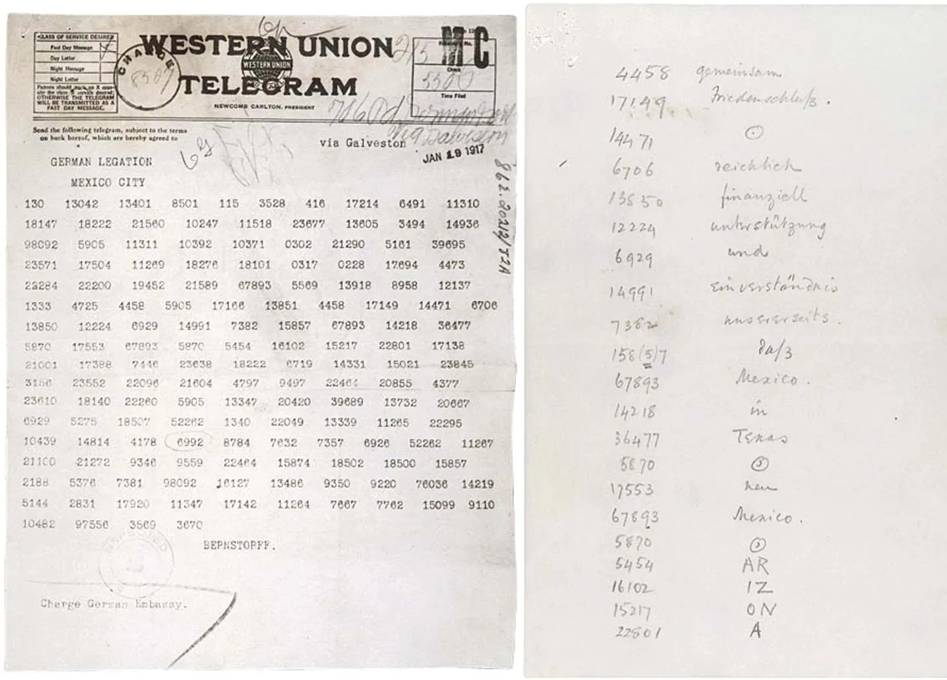 CLASS OF SERVICE DESIRED
Fast Day Message
Day Letter
Night Message
Night Letter
Patrons should mark an X oppo-
site the class of service desired;
OTHERWISE THE TELEGRAM
WILL BE TRANSMITTED AS A
FAST DAY MESSAGE.
CHARGE
WESTERN UNION
WESTERN UNION
TELEGRAM
NEWCOMB CARLTON, PRESIDENT
Check
Time Filed
Send the following telegram, subject to the terms
on back hereof, which are hereby agreed to
via Galveston
JAN 19 1917
862.20212/
GERMAN LEGATION
MEXICO CITY
130 13042 13401 8501 115 3528 416 17214 6491 11310
18147 18222 21560 10247 11518 23677 13605 3494 14936
98092 5905 11311 10392 10371 0302 21290 5161 39695
23571 17504 11269 18276 18101 0317 0228 17694 4473
22284 22200 19452 21589 67893 5569 13918 8958 12137
1333 4725 4458 5905 17166 13851 4458 17149 14471 6706
13850 12224 6929 14991 7382 15857 67893 14218 36477
5870 17553 67893 5870 5454 16102 15217 22801 17138
21001 17388 7446 23638 18222 6719 14331 15021 23845
3156 23552 22096 21604 4797 9497 22464 20855 4377
23610 18140 22260 5905 13347 20420 39689 13732 20667
6929 5275 18507 52262 1340 22049 13339 11265 22295
10439 14814 4178 6992 8784 7632 7357 6926 52262 11267
21100 21272 9346 9559 22464 15874 18502 18500 15857
2188 5376 7381 98092 16127 13486 9350 9220 76036 14219
5144 2831 17920 11347 17142 11264 7667 7762 15099 9110
10482 97556 3569 3670
BERNSTORFF.
Charge German Embassy.
4458 gemeinsam
17149 Friedenschluß.
14471 ⊙
6706 reichlich
13850 finanziell
12224 unterstützung
6929 und
14991 einverständnis
7382 unsererseits.
158(5)7 daß
67893 Mexico.
14218 in
36477 Texas
5870
17553 neu
67893 Mexico.
5870
5454 AR
16102 IZ
15217 ON
22801 A